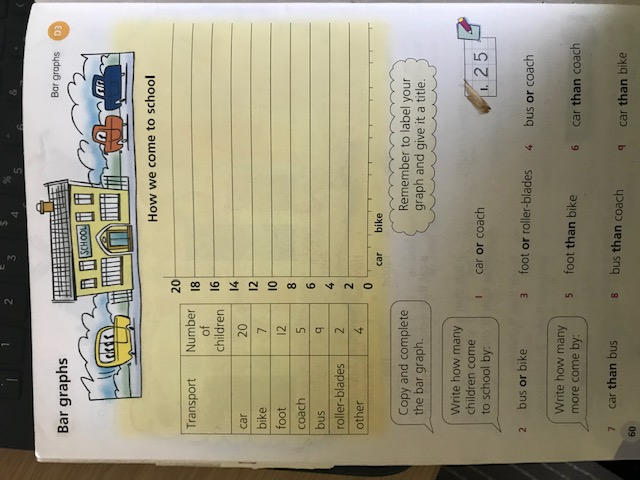 Bar graphs
Bar graphs
D3
SCHOOL
How we come to school
Transport
Number of children
car 20
bike 7
foot 12
coach 5
bus 9
roller-blades 2
other 4
20
18
16
14
12
10
8
6
4
2
0
car bike
Copy and complete
the bar graph.
Remember to label your
graph and give it a title.
Write how many
children come
to school by:
1. 2 5
1 car or coach
2 bus or bike
3 foot or roller-blades
4 bus or coach
Write how many
more come by:
5 foot than bike
6 car than coach
7 car than bus
8 bus than coach
9 car than bike
60